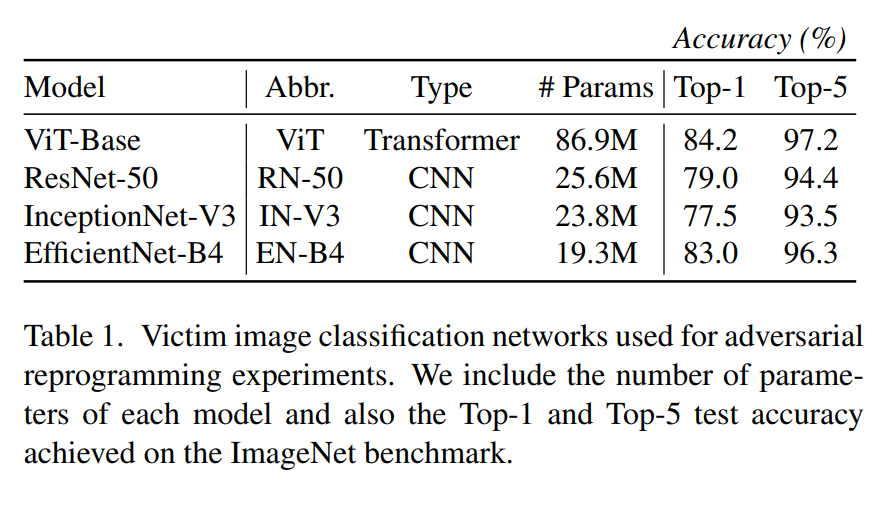 Accuracy (%)
Model Abbr. Type # Params Top-1 Top-5
ViT-Base ViT Transformer 86.9M 84.2 97.2
ResNet-50 RN-50 CNN 25.6M 79.0 94.4
InceptionNet-V3 IN-V3 CNN 23.8M 77.5 93.5
EfficientNet-B4 EN-B4 CNN 19.3M 83.0 96.3
Table 1. Victim image classification networks used for adversarial
reprogramming experiments. We include the number of parame-
ters of each model and also the Top-1 and Top-5 test accuracy
achieved on the ImageNet benchmark.